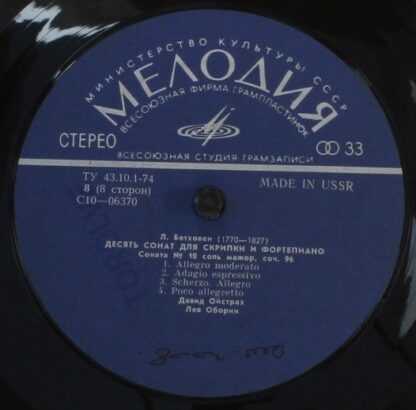 МИНИСТЕРСТВО КУЛЬТУРЫ СССР
МЕЛОДИЯ
ВСЕСОЮЗНАЯ ФИРМА ГРАМПЛАСТИНОК
СТЕРЕО
33
ВСЕСОЮЗНАЯ СТУДИЯ ГРАМЗАПИСИ
ТУ 43.10.1-74
8 (8 сторон)
MADE IN USSR
С10—06370
Л. Бетховен (1770—1827)
ДЕСЯТЬ СОНАТ ДЛЯ СКРИПКИ И ФОРТЕПИАНО
Соната № 10 соль мажор, соч. 96
1. Allegro moderato
2. Adagio espressivo
3. Scherzo. Allegro
4. Poco allegretto
Давид Ойстрах
Лев Оборин